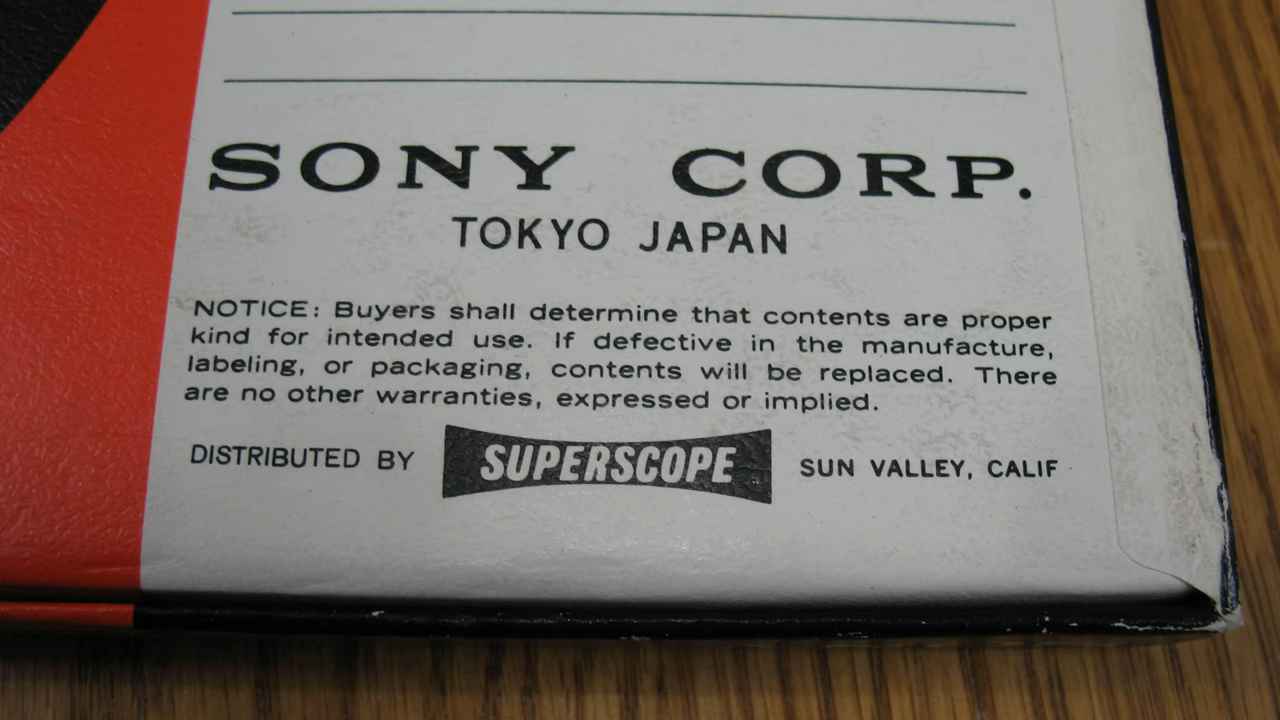 SONY CORP.
TOKYO JAPAN
NOTICE: Buyers shall determine that contents are proper
kind for intended use. If defective in the manufacture,
labeling, or packaging, contents will be replaced. There
are no other warranties, expressed or implied.
DISTRIBUTED BY SUPERSCOPE SUN VALLEY, CALIF